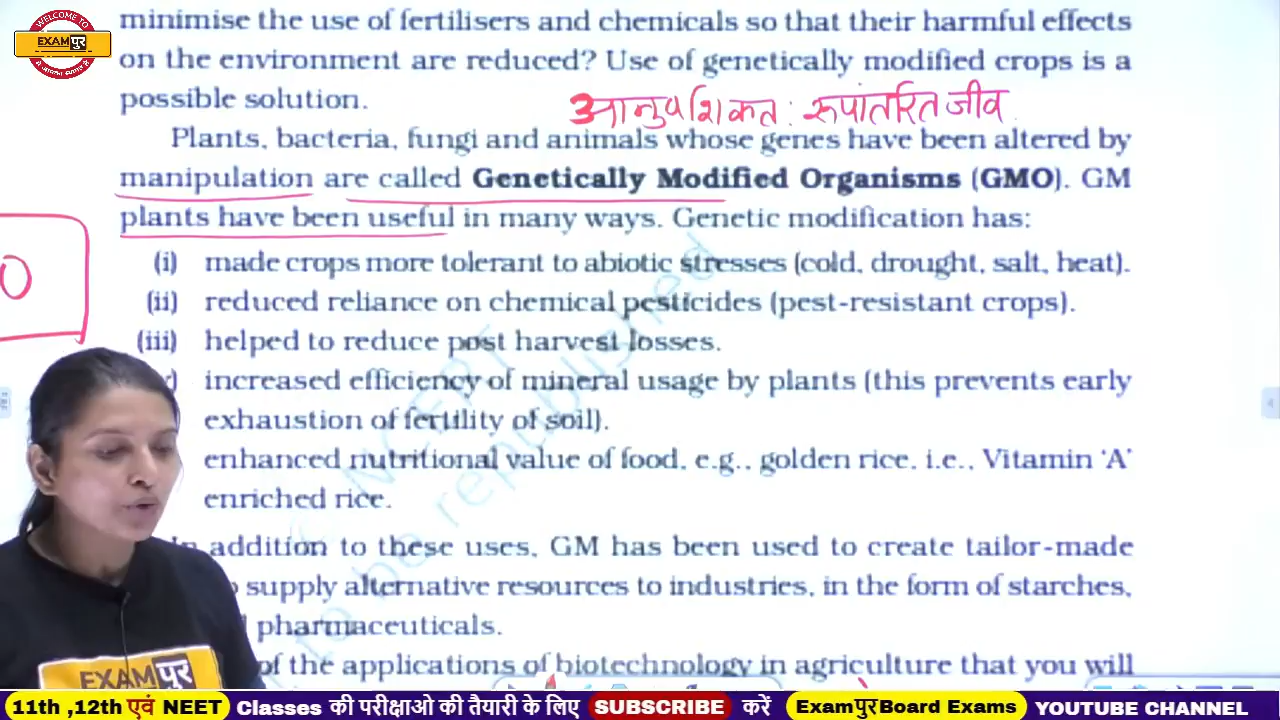 WELCOME TO
EXAMपुर
minimise the use of fertilisers and chemicals so that their harmful effects
on the environment are reduced? Use of genetically modified crops is a
possible solution.
आनुवशिकत: रूपांतरित जीव
Plants, bacteria, fungi and animals whose genes have been altered by
manipulation are called Genetically Modified Organisms (GMO). GM
plants have been useful in many ways. Genetic modification has:
(i) made crops more tolerant to abiotic stresses (cold, drought, salt, heat).
(ii) reduced reliance on chemical pesticides (pest-resistant crops).
(iii) helped to reduce post harvest losses.
increased efficiency of mineral usage by plants (this prevents early
exhaustion of fertility of soil).
enhanced nutritional value of food, e.g., golden rice, i.e., Vitamin ‘A’
enriched rice.
In addition to these uses, GM has been used to create tailor-made
supply alternative resources to industries, in the form of starches,
pharmaceuticals.
of the applications of biotechnology in agriculture that you will
O
NCERT
to be republished
EXAMपुर
11th ,12th एवं NEET Classes की परीक्षाओ की तैयारी के लिए SUBSCRIBE करें ExamपुरBoard Exams YOUTUBE CHANNEL